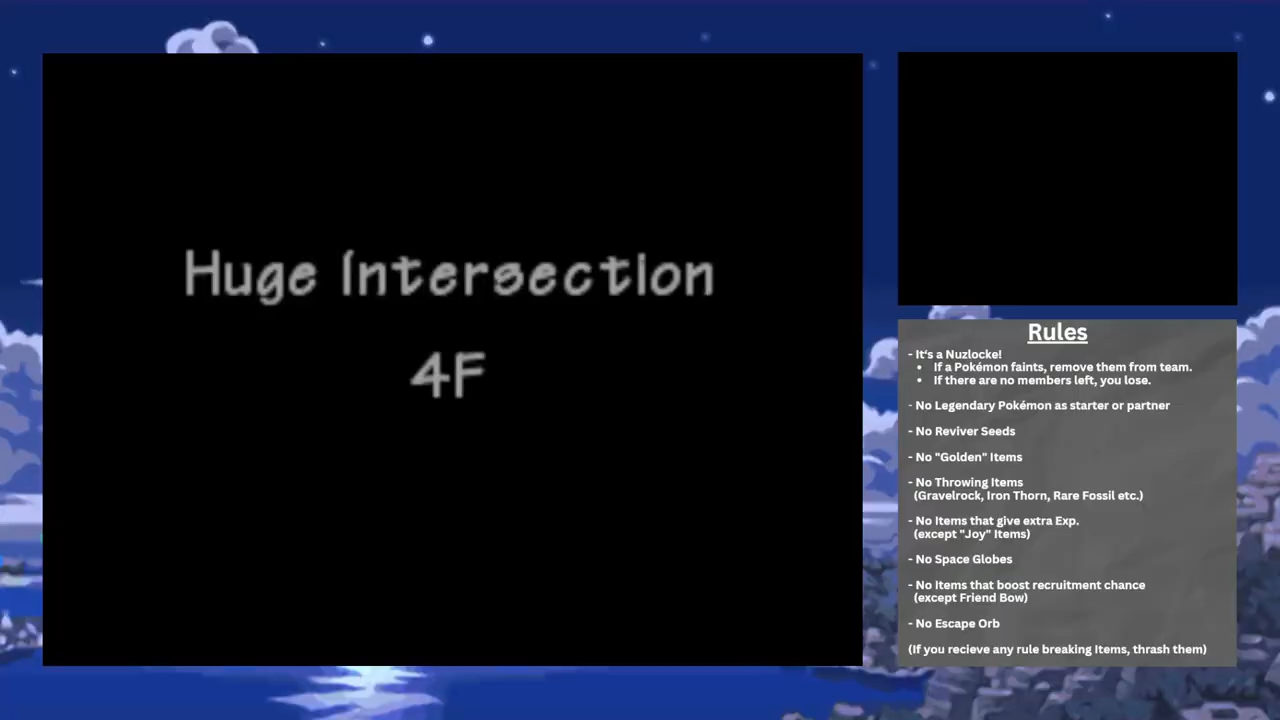 Huge Intersection
4F
Rules
- It's a Nuzlocke!
• If a Pokémon faints, remove them from team.
• If there are no members left, you lose.
- No Legendary Pokémon as starter or partner
- No Reviver Seeds
- No "Golden" Items
- No Throwing Items
(Gravelrock, Iron Thorn, Rare Fossil etc.)
- No Items that give extra Exp.
(except "Joy" Items)
- No Space Globes
- No Items that boost recruitment chance
(except Friend Bow)
- No Escape Orb
(If you recieve any rule breaking Items, thrash them)